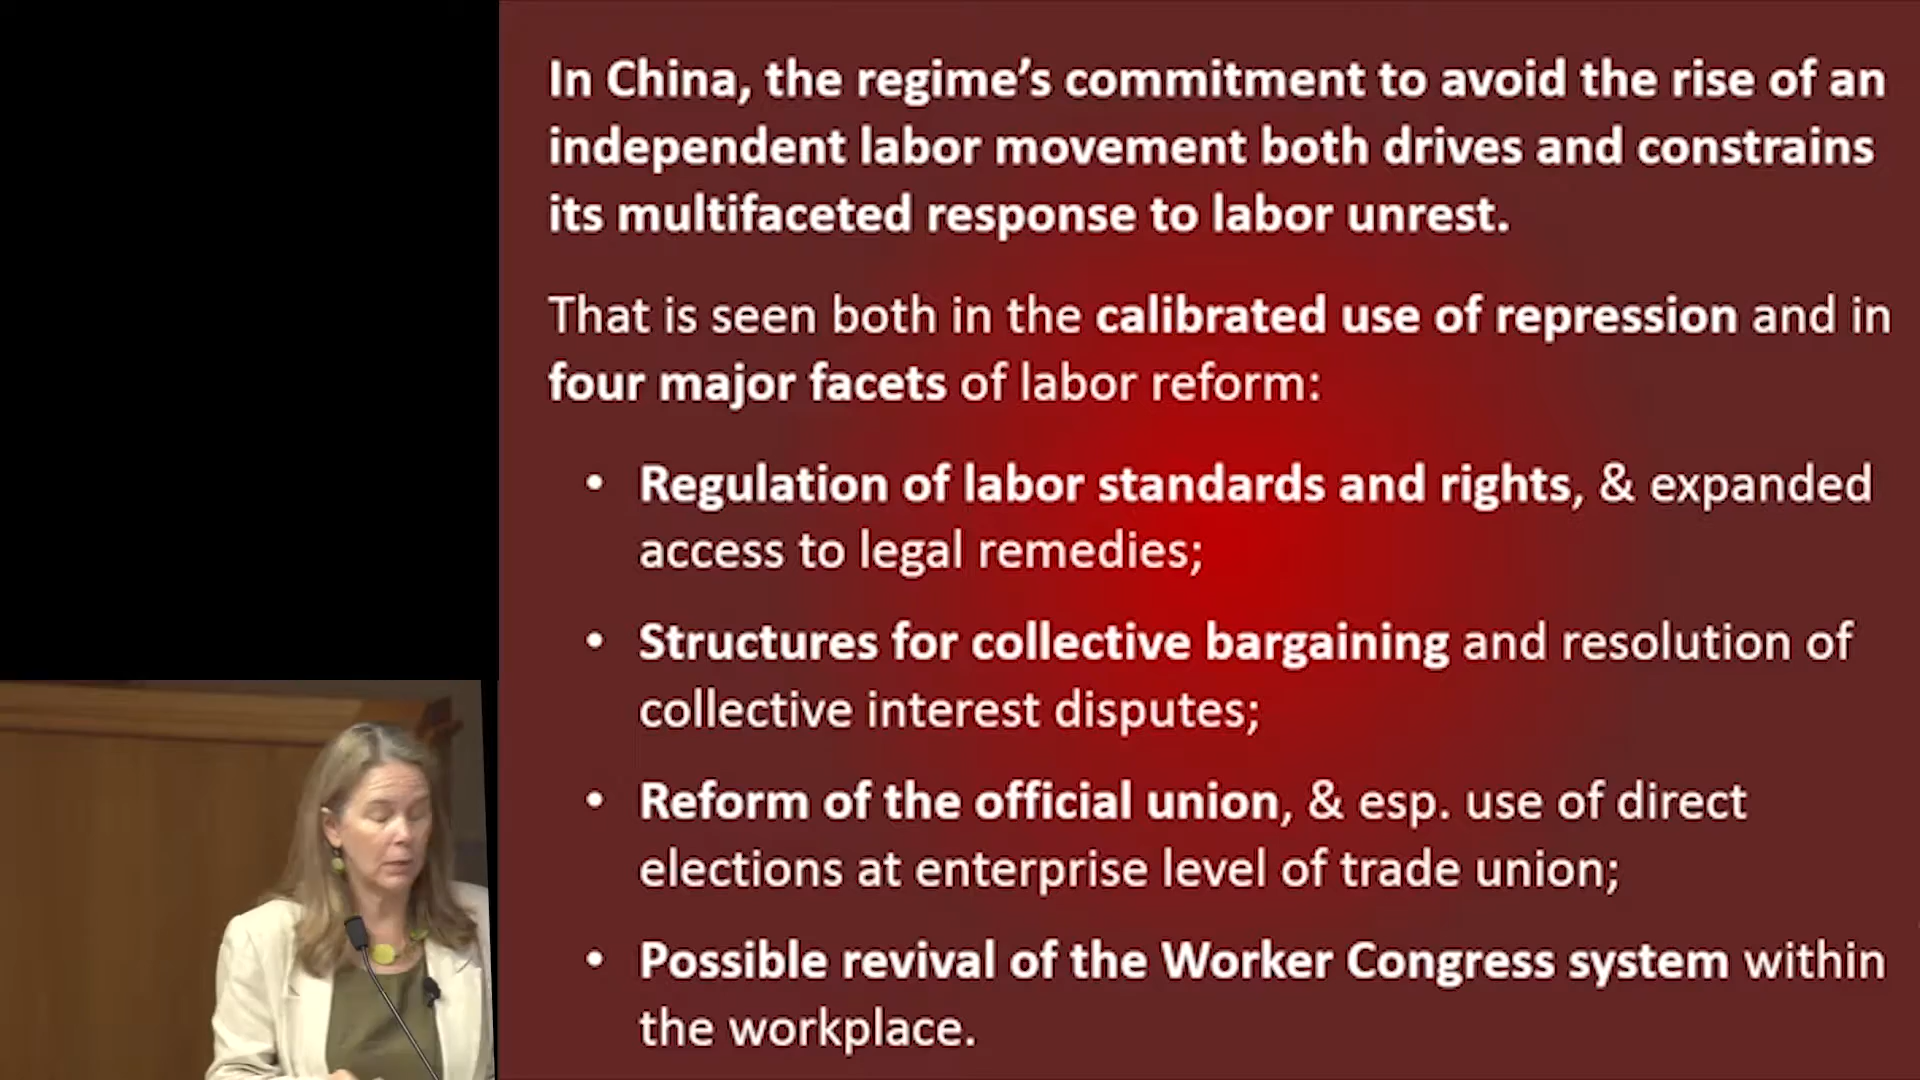 In China, the regime’s commitment to avoid the rise of an
independent labor movement both drives and constrains
its multifaceted response to labor unrest.
That is seen both in the calibrated use of repression and in
four major facets of labor reform:
• Regulation of labor standards and rights, & expanded
access to legal remedies;
• Structures for collective bargaining and resolution of
collective interest disputes;
• Reform of the official union, & esp. use of direct
elections at enterprise level of trade union;
• Possible revival of the Worker Congress system within
the workplace.